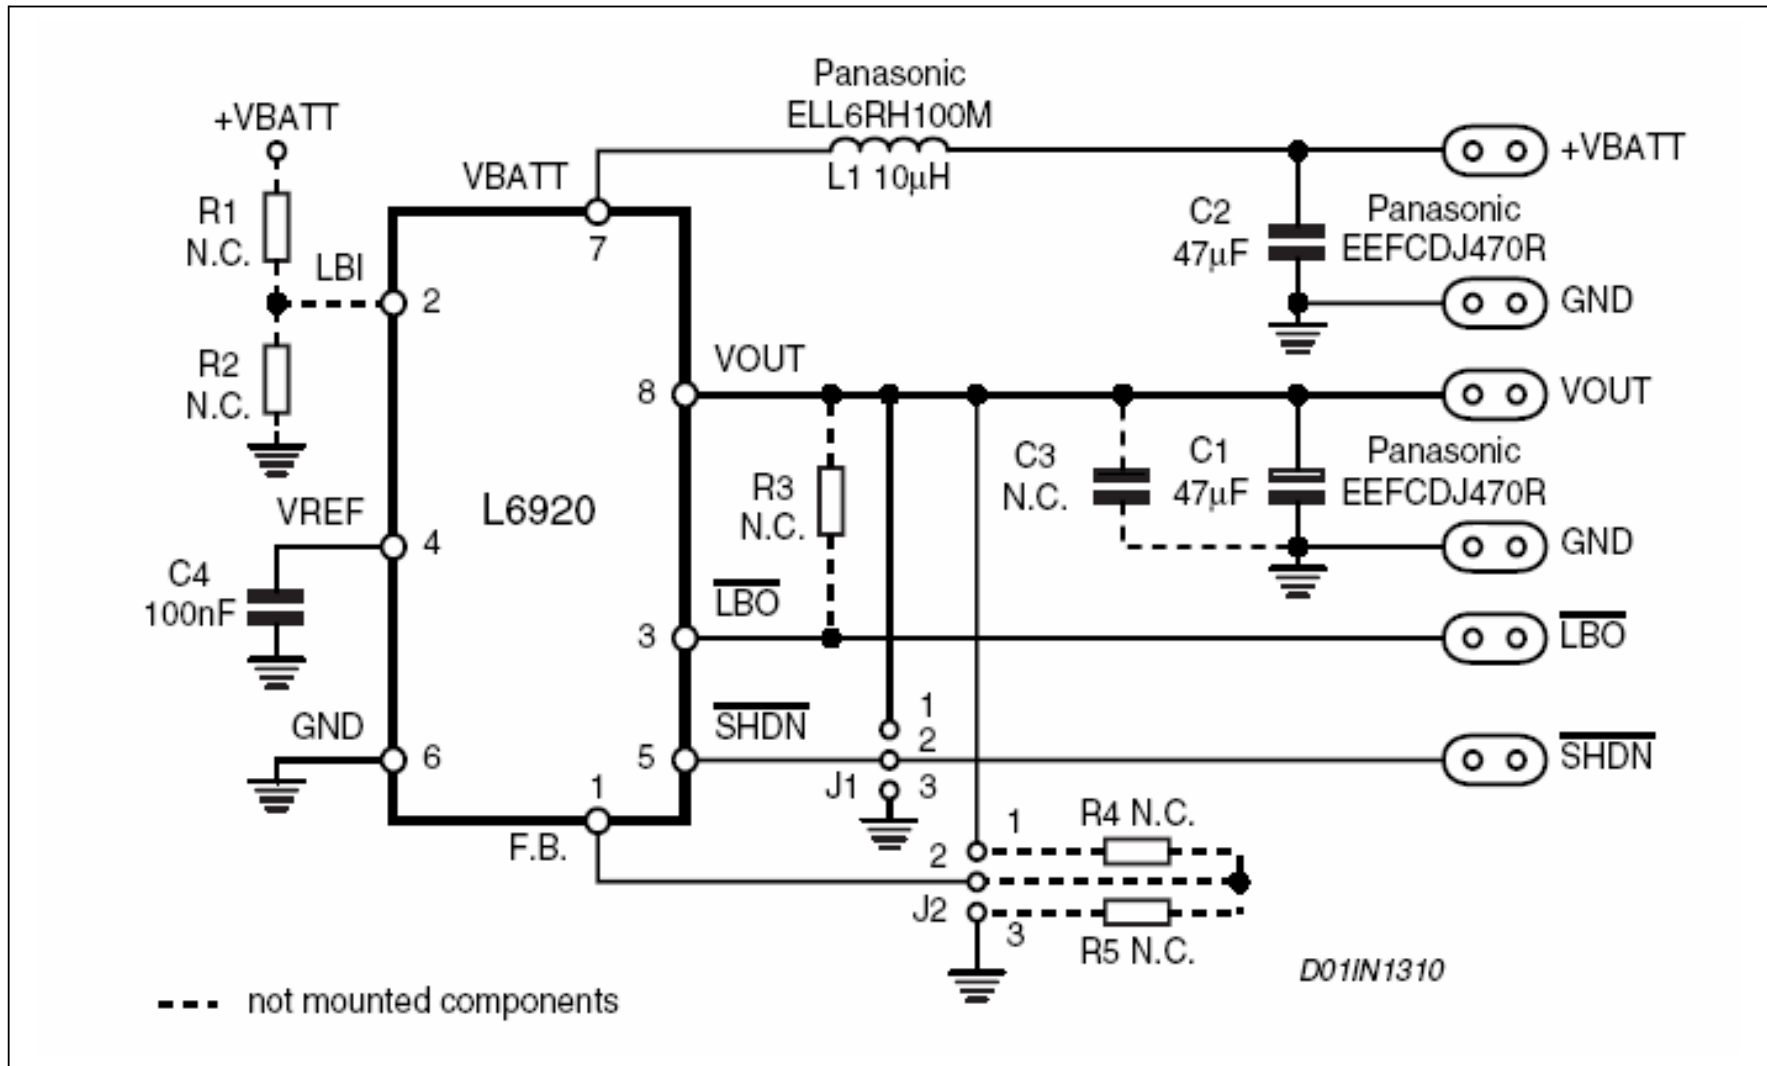 Panasonic
ELL6RH100M
L1 10μH
+VBATT
R1
N.C.
LBI
2
R2
N.C.
VBATT
7
+VBATT
C2
47μF
Panasonic
EEFCDJ470R
GND
VOUT
8
VOUT
L6920
VREF
4
C4
100nF
R3
N.C.
C3
N.C.
C1
47μF
Panasonic
EEFCDJ470R
GND
LBO
3
LBO
GND
6
SHDN
5
1
2
3
J1
SHDN
1
F.B.
1
2
3
J2
R4 N.C.
R5 N.C.
D01IN1310
not mounted components